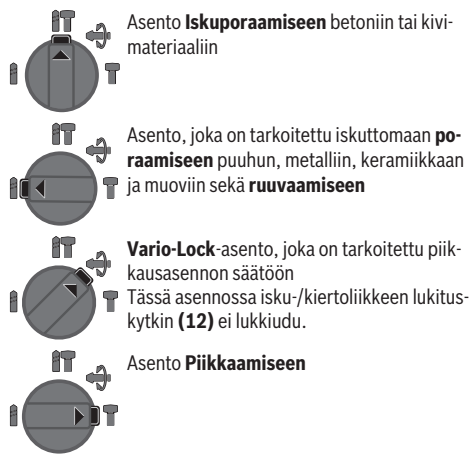 Asento Iskuporaamiseen betoniin tai kivi-
materiaaliin
Asento, joka on tarkoitettu iskuttomaan po-
raamiseen puuhun, metalliin, keramiikkaan
ja muoviin sekä ruuvaamiseen
Vario-Lock-asento, joka on tarkoitettu piik-
kausasennon säätöön
Tässä asennossa isku-/kiertoliikkeen lukitus-
kytkin (12) ei lukkiudu.
Asento Piikkaamiseen